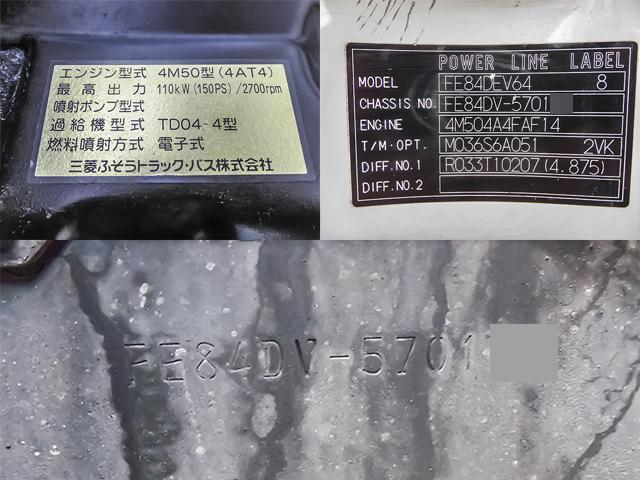 エンジン型式 4M50型(4AT4)
最高出力 110kW(150PS)/2700rpm
噴射ポンプ型式
過給機型式 TD04-4型
燃料噴射方式 電子式
三菱ふそうトラック・バス株式会社
POWER LINE LABEL
MODEL FE84DEV64 8
CHASSIS NO. FE84DV-5701
ENGINE 4M504A4FAF14
T/M・OPT. M036S6A051 2VK
DIFF.NO.1 R033T10207(4.875)
DIFF.NO.2
FE84DV-5701